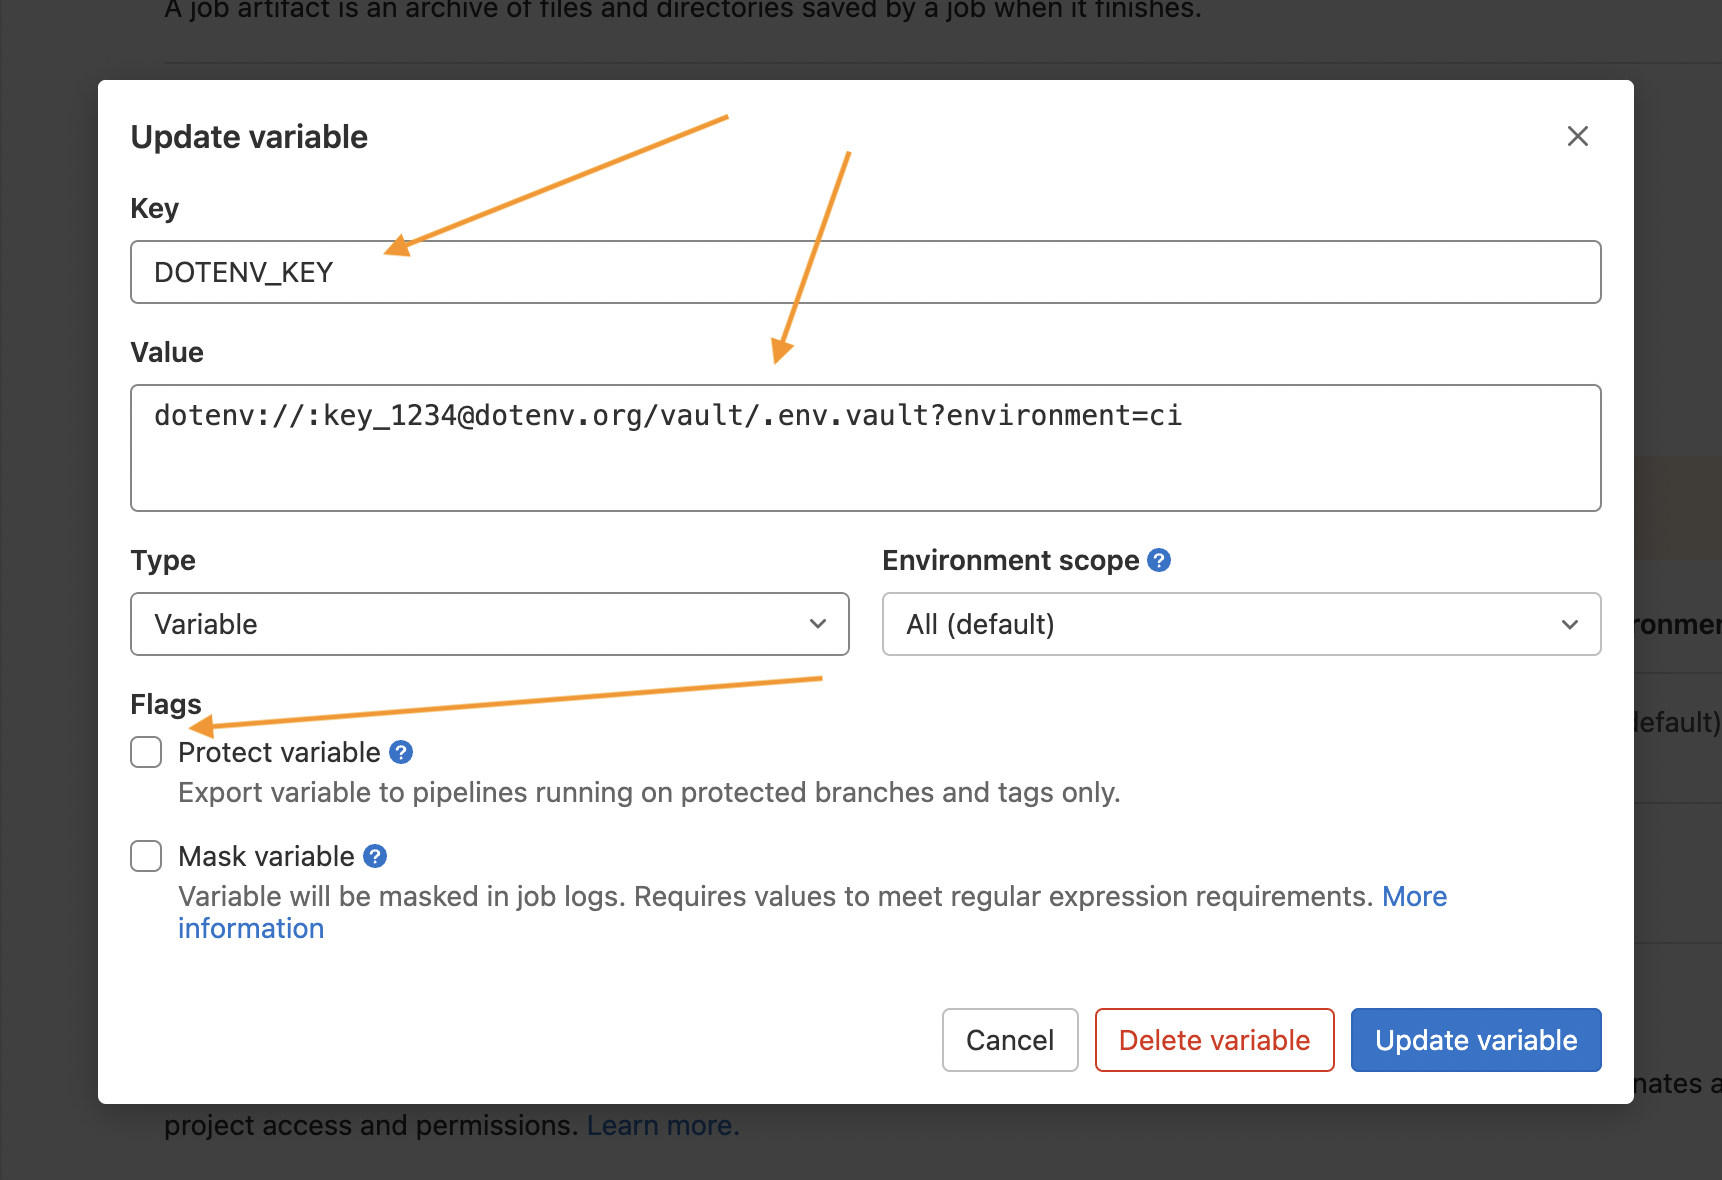 A job artifact is an archive of files and directories saved by a job when it finishes.
Update variable
Key
DOTENV_KEY
Value
dotenv://:key_1234@dotenv.org/vault/.env.vault?environment=ci
Type
Environment scope ?
Variable
All (default)
Flags
Protect variable ?
Export variable to pipelines running on protected branches and tags only.
Mask variable ?
Variable will be masked in job logs. Requires values to meet regular expression requirements. More
information
Cancel
Delete variable
Update variable
project access and permissions. Learn more.